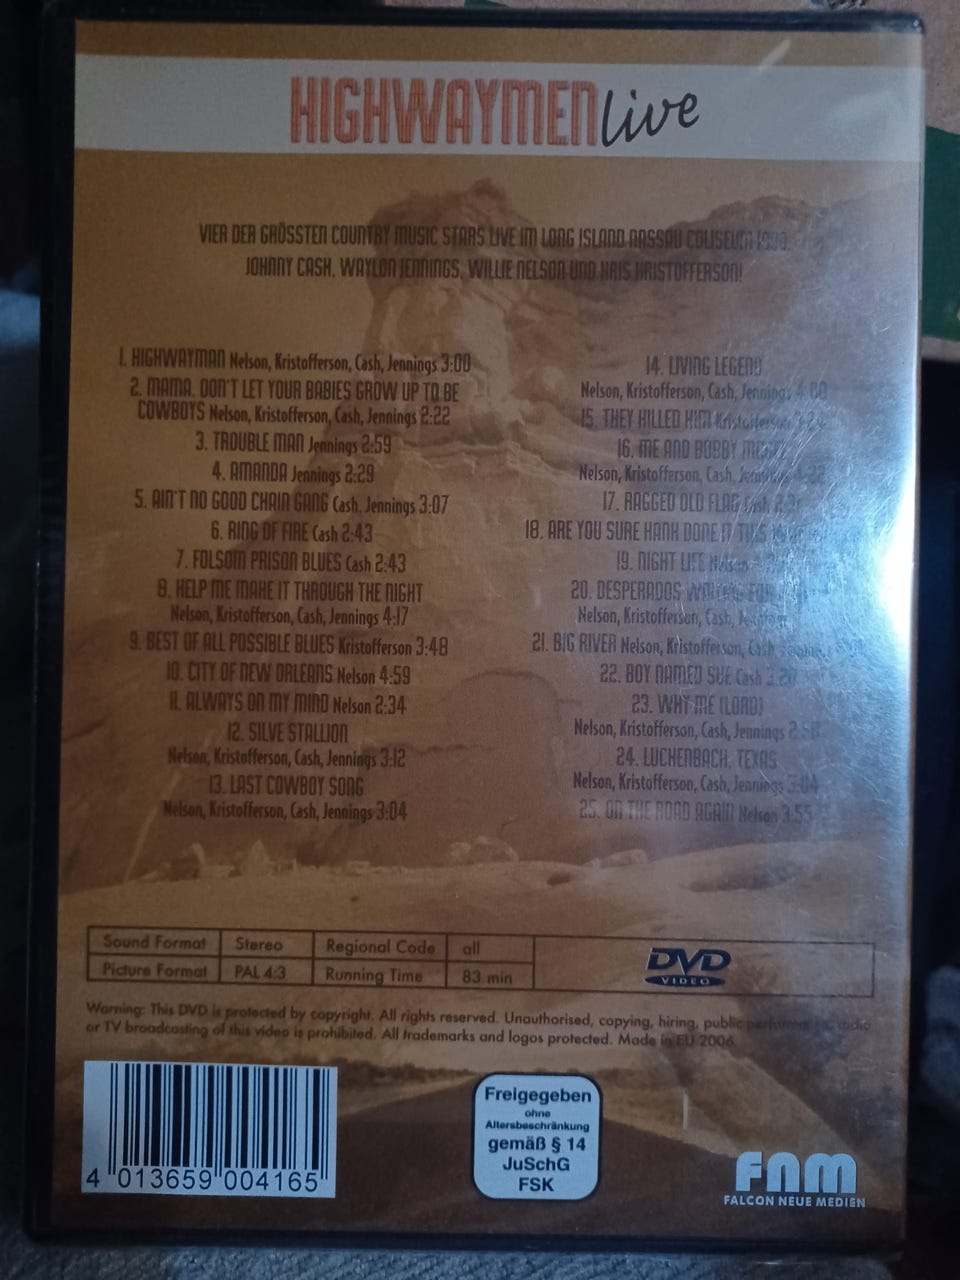 HIGHWAYMEN live
VIER DER GRÖSSTEN COUNTRY MUSIC STARS LIVE IM LONG ISLAND NASSAU COLISEUM 1990.
JOHNNY CASH, WAYLON JENNINGS, WILLIE NELSON UND KRIS KRISTOFFERSON!
1. HIGHWAYMAN Nelson, Kristofferson, Cash, Jennings 3:00
2. MAMA, DON'T LET YOUR BABIES GROW UP TO BE
COWBOYS Nelson, Kristofferson, Cash, Jennings 2:22
3. TROUBLE MAN Jennings 2:59
4. AMANDA Jennings 2:29
5. AIN'T NO GOOD CHAIN GANG Cash, Jennings 3:07
6. RING OF FIRE Cash 2:43
7. FOLSOM PRISON BLUES Cash 2:43
8. HELP ME MAKE IT THROUGH THE NIGHT
Nelson, Kristofferson, Cash, Jennings 4:17
9. BEST OF ALL POSSIBLE BLUES Kristofferson 3:48
10. CITY OF NEW ORLEANS Nelson 4:59
11. ALWAYS ON MY MIND Nelson 2:34
12. SILVE STALLION
Nelson, Kristofferson, Cash, Jennings 3:12
13. LAST COWBOY SONG
Nelson, Kristofferson, Cash, Jennings 3:04
14. LIVING LEGEND
Nelson, Kristofferson, Cash, Jennings
15. THEY KILLED HIM Kristofferson
16. ME AND BOBBY
Nelson, Kristofferson, Cash, Jennings
17. RAGGED OLD FLAG Cash
18. ARE YOU SURE HANK DONE IT THIS
19. NIGHT LIFE Nelson
20. DESPERADOS
Nelson, Kristofferson, Cash,
21. BIG RIVER Nelson, Kristofferson, Cash
22. BOY NAMED SUE Cash
23. WHY ME (LORD)
Nelson, Kristofferson, Cash, Jennings
24. LUCKENBACH, TEXAS
Nelson, Kristofferson, Cash, Jennings 3:04
25. ON THE ROAD AGAIN Nelson 3:55
Sound Format Stereo Regional Code all
Picture Format PAL 4:3 Running Time 83 min
DVD
VIDEO
Warning: This DVD is protected by copyright. All rights reserved. Unauthorised, copying, hiring, public radio
or TV broadcasting of this video is prohibited. All trademarks and logos protected. Made in EU 2006
4 013659 004165
Freigegeben
ohne
Altersbeschränkung
gemäß § 14
JuSchG
FSK
FNM
FALCON NEUE MEDIEN